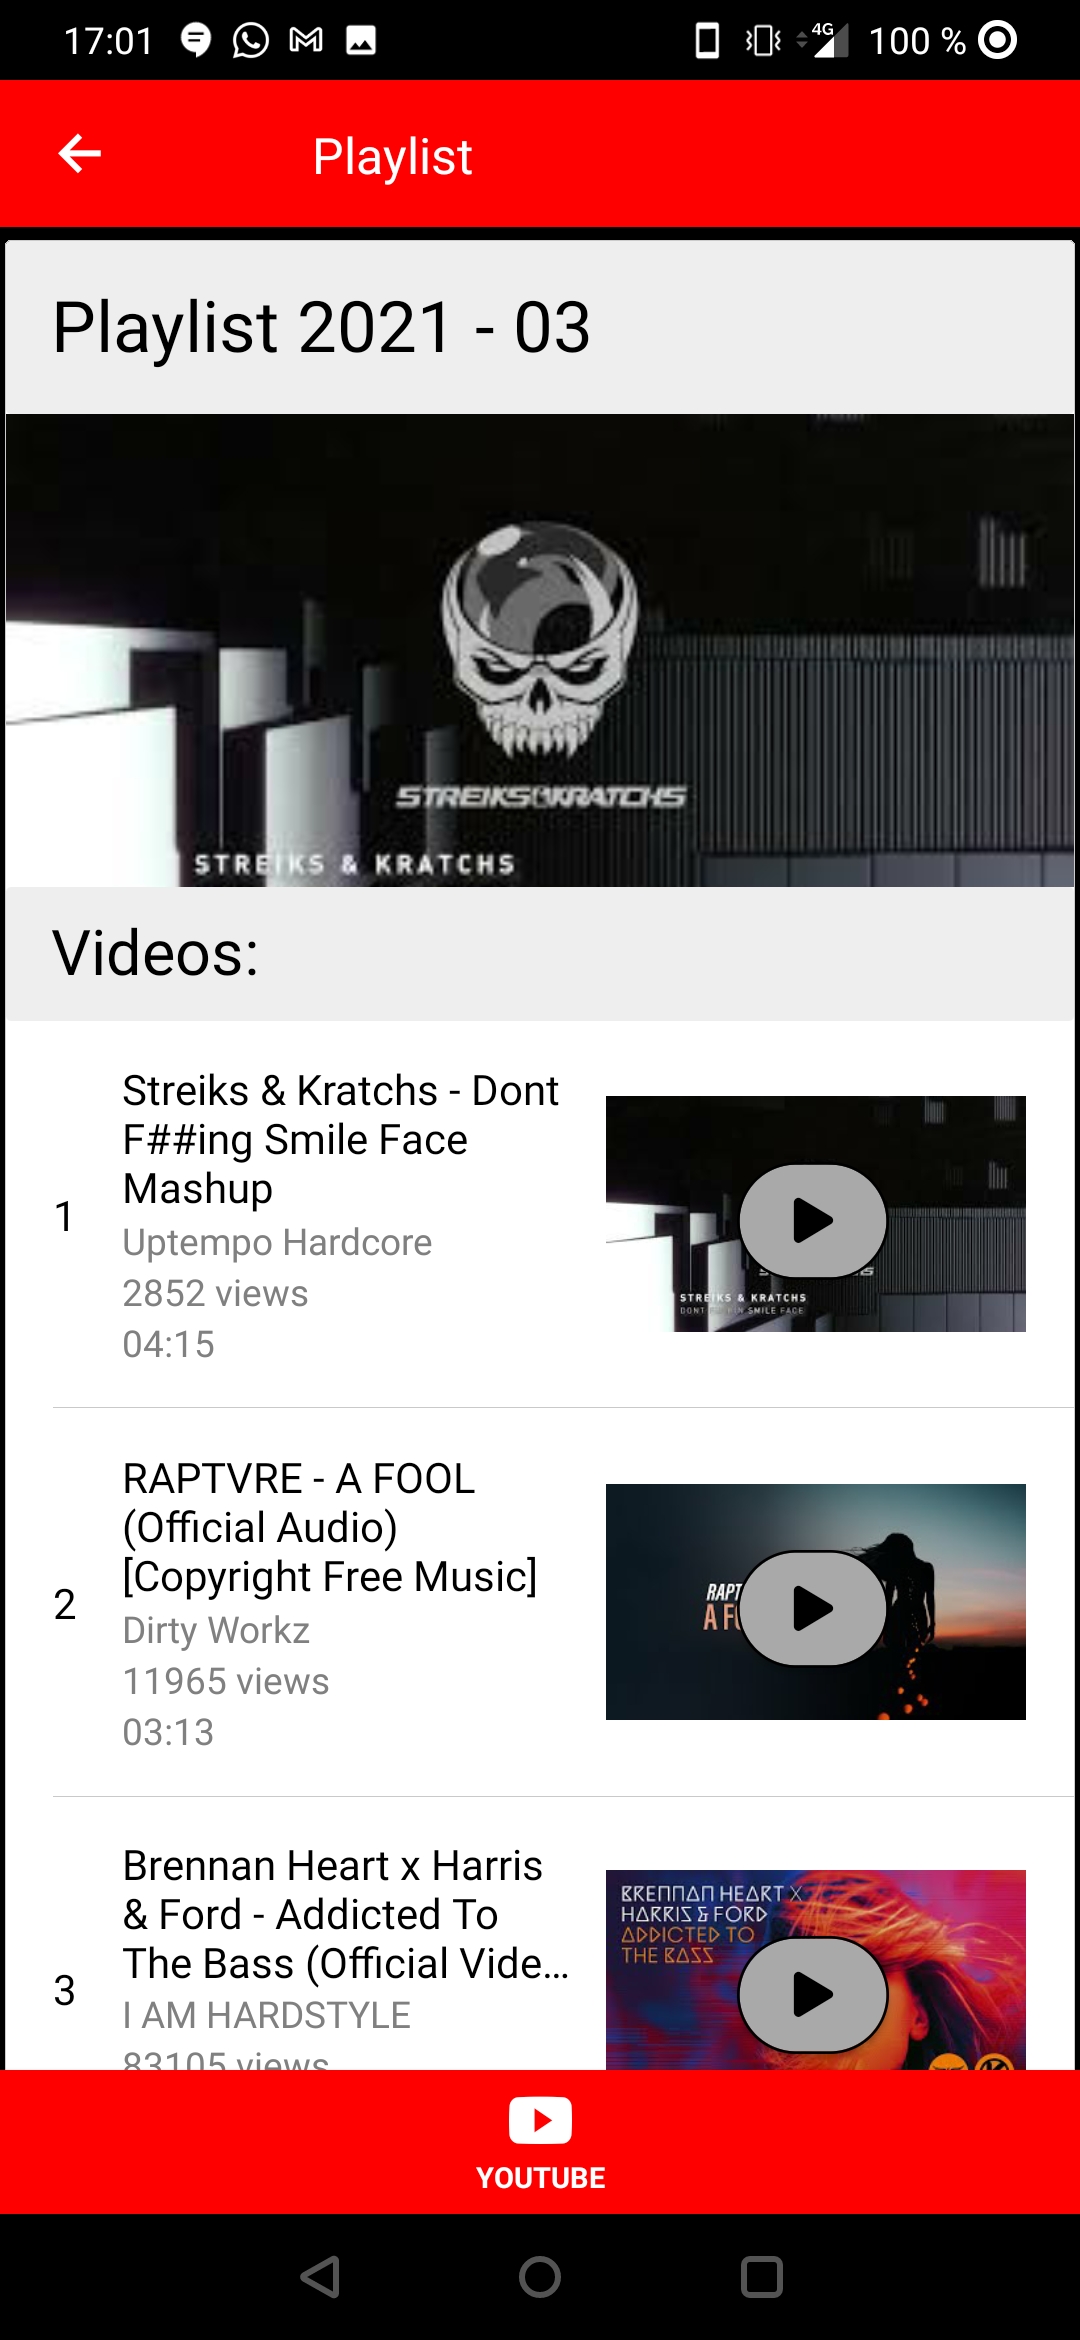 17:01
4G
100 %
Playlist
Playlist 2021 - 03
STREIKS&KRATCHS
STREIKS & KRATCHS
Videos:
1
Streiks & Kratchs - Dont
F##ing Smile Face
Mashup
Uptempo Hardcore
2852 views
04:15
STREIKS & KRATCHS
SMILE FACE
2
RAPTVRE - A FOOL
(Official Audio)
[Copyright Free Music]
Dirty Workz
11965 views
03:13
3
Brennan Heart x Harris
& Ford - Addicted To
The Bass (Official Vide...
I AM HARDSTYLE
83105 views
BRENNAN HEART X
HARRIS & FORD
ADDICTED TO
THE BASS
YOUTUBE